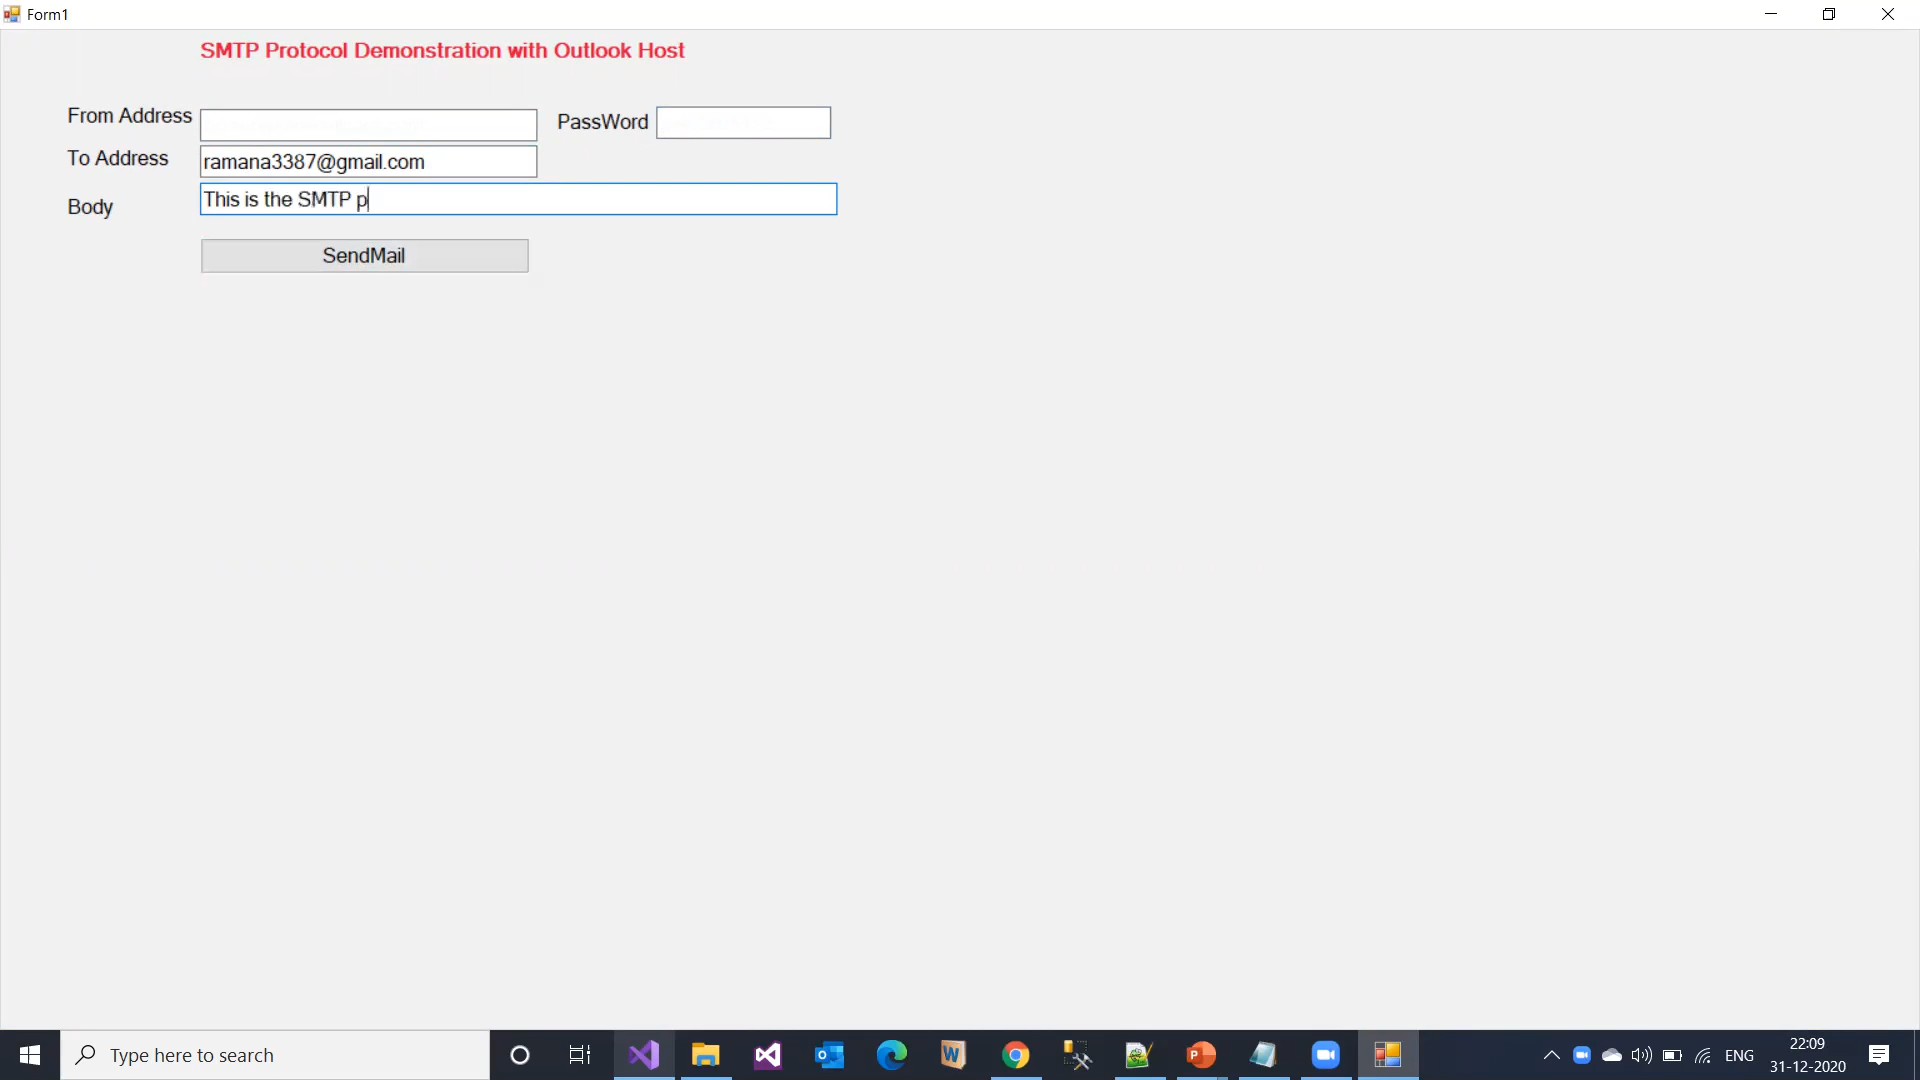 Form1
SMTP Protocol Demonstration with Outlook Host
From Address
PassWord
To Address
ramana3387@gmail.com
Body
This is the SMTP p
SendMail
Type here to search
ENG
22:09
31-12-2020